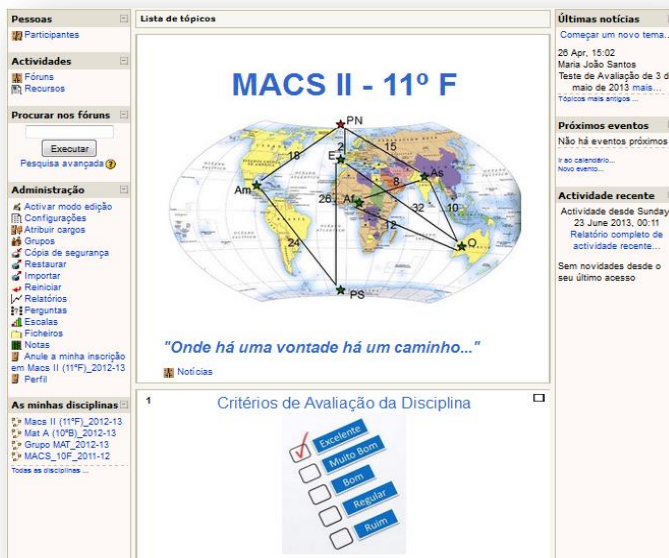 Pessoas
Participantes
Actividades
Fóruns
Recursos
Procurar nos fóruns
Executar
Pesquisa avançada
Administração
Activar modo edição
Configurações
Atribuir cargos
Grupos
Cópia de segurança
Restaurar
Importar
Reiniciar
Relatórios
Perguntas
Escalas
Ficheiros
Notas
Anule a minha inscrição
em Macs II (11ºF)_2012-13
Perfil
As minhas disciplinas
Macs II (11ºF)_2012-13
Mat A (10ºB)_2012-13
Grupo MAT_2012-13
MACS_10F_2011-12
Todas as disciplinas ...
Lista de tópicos
MACS II - 11º F
PN
18
2
15
E
As
Am
8
Af
26
32
10
12
24
O
PS
"Onde há uma vontade há um caminho..."
Notícias
1
Critérios de Avaliação da Disciplina
Excelente
Muito Bom
Bom
Regular
Ruim
Últimas notícias
Começar um novo tema...
26 Apr, 15:02
Maria João Santos
Teste de Avaliação de 3 d
maio de 2013 mais...
Tópicos mais antigos ...
Próximos eventos
Não há eventos próximos
Ir ao calendário...
Novo evento...
Actividade recente
Actividade desde Sunday
23 June 2013, 00:11
Relatório completo de
actividade recente...
Sem novidades desde o
seu último acesso